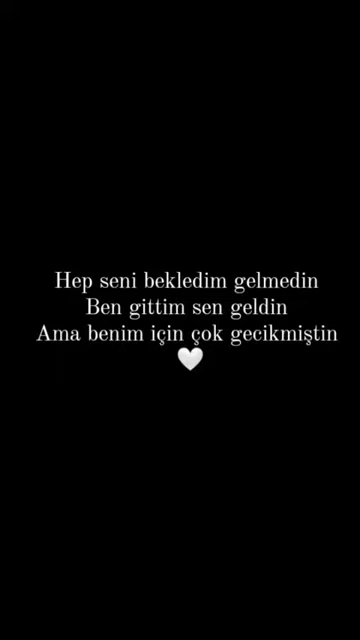 Hep seni bekledim gelmedin
Ben gittim sen geldin
Ama benim için çok gecikmiştin
🤍